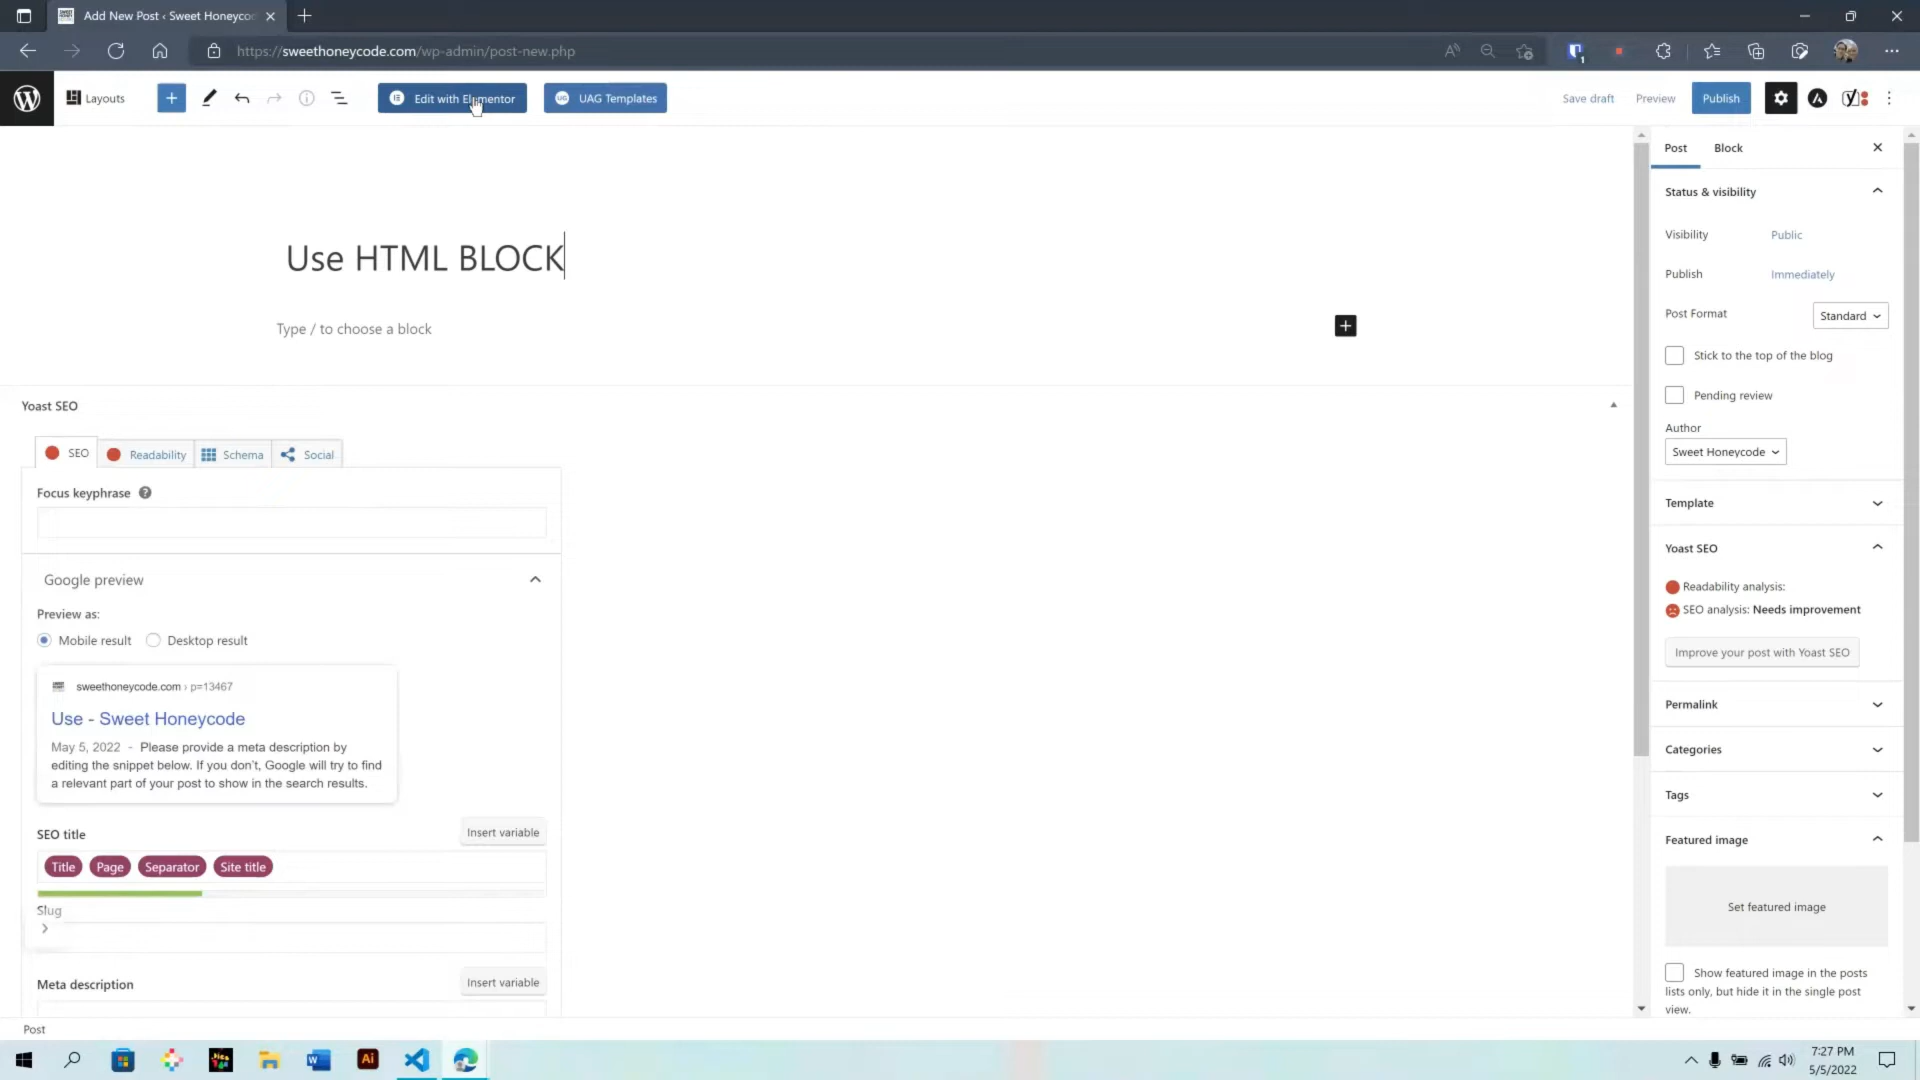 Add New Post ‹ Sweet Honeyco
https://sweethoneycode.com/wp-admin/post-new.php
Layouts
Edit with Elementor
UAG Templates
Save draft
Preview
Publish
Use HTML BLOCK
Type / to choose a block
Yoast SEO
SEO
Readability
Schema
Social
Focus keyphrase
Google preview
Preview as:
Mobile result
Desktop result
sweethoneycode.com › p=13467
Use - Sweet Honeycode
May 5, 2022 - Please provide a meta description by
editing the snippet below. If you don't, Google will try to find
a relevant part of your post to show in the search results.
SEO title
Insert variable
Title Page Separator Site title
Slug
Meta description
Insert variable
Post
Post
Block
Status & visibility
Visibility
Public
Publish
Immediately
Post Format
Standard
Stick to the top of the blog
Pending review
Author
Sweet Honeycode
Template
Yoast SEO
Readability analysis:
SEO analysis: Needs improvement
Improve your post with Yoast SEO
Permalink
Categories
Tags
Featured image
Set featured image
Show featured image in the posts
lists only, but hide it in the single post
view.
7:27 PM
5/5/2022